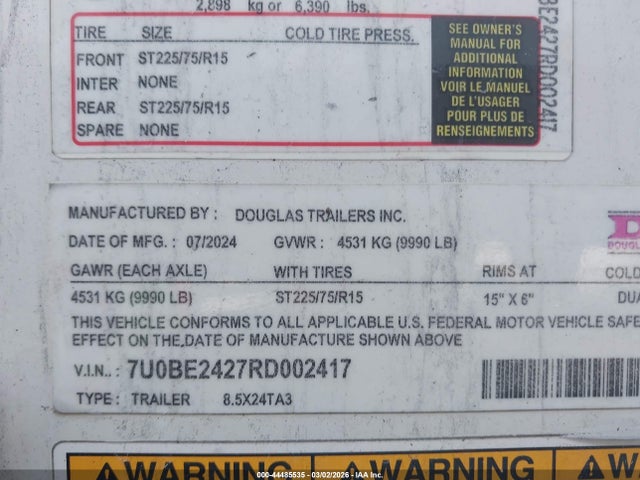 2,898 kg or 6,390 lbs.
TIRE SIZE COLD TIRE PRESS.
FRONT ST225/75/R15
INTER NONE
REAR ST225/75/R15
SPARE NONE
SEE OWNER'S
MANUAL FOR
ADDITIONAL
INFORMATION
VOIR LE MANUEL
DE L'USAGER
POUR PLUS DE
RENSEIGNEMENTS
BE2427RD002417
MANUFACTURED BY : DOUGLAS TRAILERS INC.
DATE OF MFG. : 07/2024 GVWR : 4531 KG (9990 LB)
D
DOUGL
GAWR (EACH AXLE) WITH TIRES RIMS AT COLD
4531 KG (9990 LB) ST225/75/R15 15" X 6" DUA
THIS VEHICLE CONFORMS TO ALL APPLICABLE U.S. FEDERAL MOTOR VEHICLE SAFE
EFFECT ON THE DATE OF MANUFACTURE SHOWN ABOVE
V.I.N.. : 7U0BE2427RD002417
TYPE : TRAILER 8.5X24TA3
WARNING WARNING WARNING
000-44485535 - 03/02/2026 - IAA Inc.